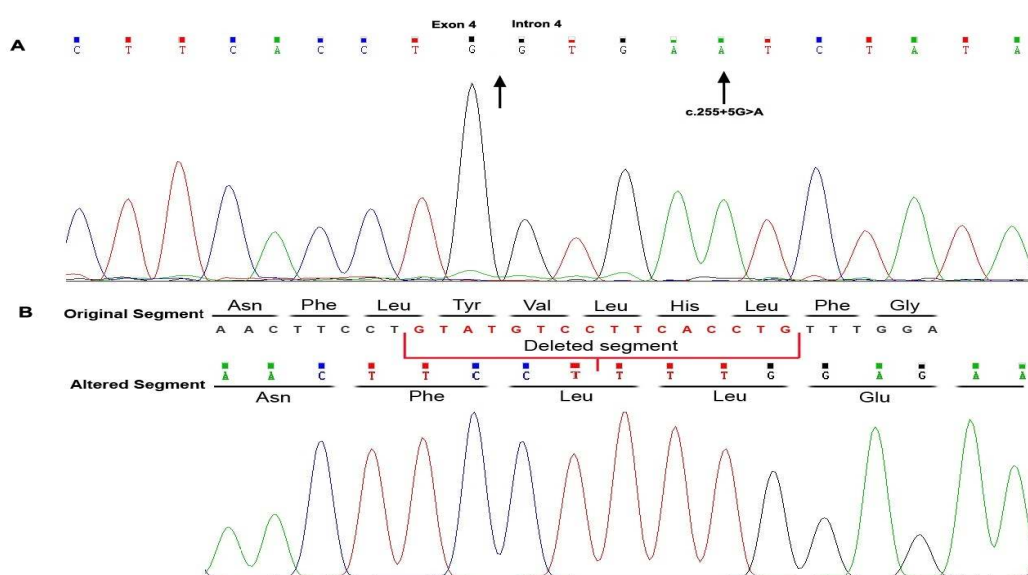 Exon 4 Intron 4
A C T T C A C C T G G T G A A T C T A T A
c.255+5G>A
Asn Phe Leu Tyr Val Leu His Leu Phe Gly
B Original Segment A A C T T C C T G T A T G T C C T T C A C C T G T T T G G A
Deleted segment
Altered Segment A A C T T C C T T T T G G A G A A
Asn Phe Leu Leu Glu